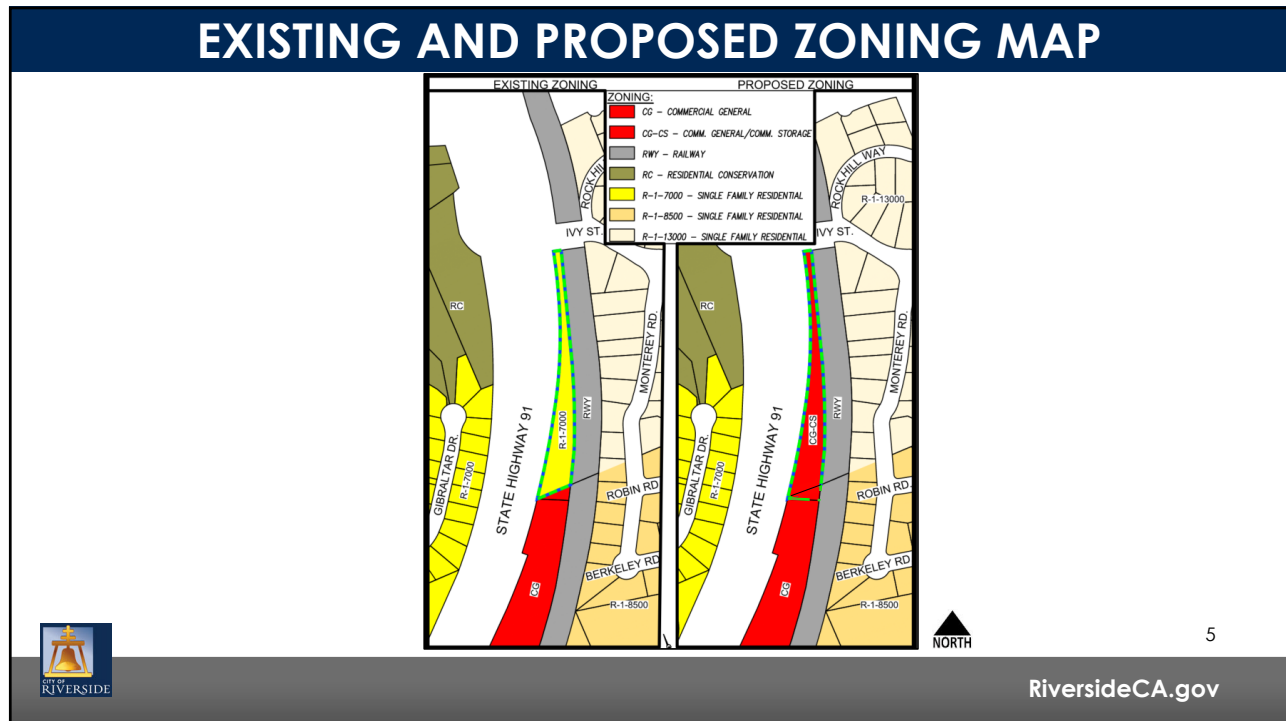 EXISTING AND PROPOSED ZONING MAP
EXISTING ZONING
PROPOSED ZONING
ZONING:
CG – COMMERCIAL GENERAL
CG-CS – COMM. GENERAL/COMM. STORAGE
RWY – RAILWAY
RC – RESIDENTIAL CONSERVATION
R-1-7000 – SINGLE FAMILY RESIDENTIAL
R-1-8500 – SINGLE FAMILY RESIDENTIAL
R-1-13000 – SINGLE FAMILY RESIDENTIAL
IVY ST.
RC
MONTEREY RD.
RWY
R-1-7000
STATE HIGHWAY 91
GIBRALTAR DR.
R-1-7000
ROBIN RD.
BERKELEY RD.
CG
R-1-8500
ROCK HILL WAY
R-1-13000
IVY ST.
RC
MONTEREY RD.
RWY
CG-CS
STATE HIGHWAY 91
GIBRALTAR DR.
R-1-7000
ROBIN RD.
BERKELEY RD.
CG
R-1-8500
NORTH
5
CITY OF
RIVERSIDE
RiversideCA.gov